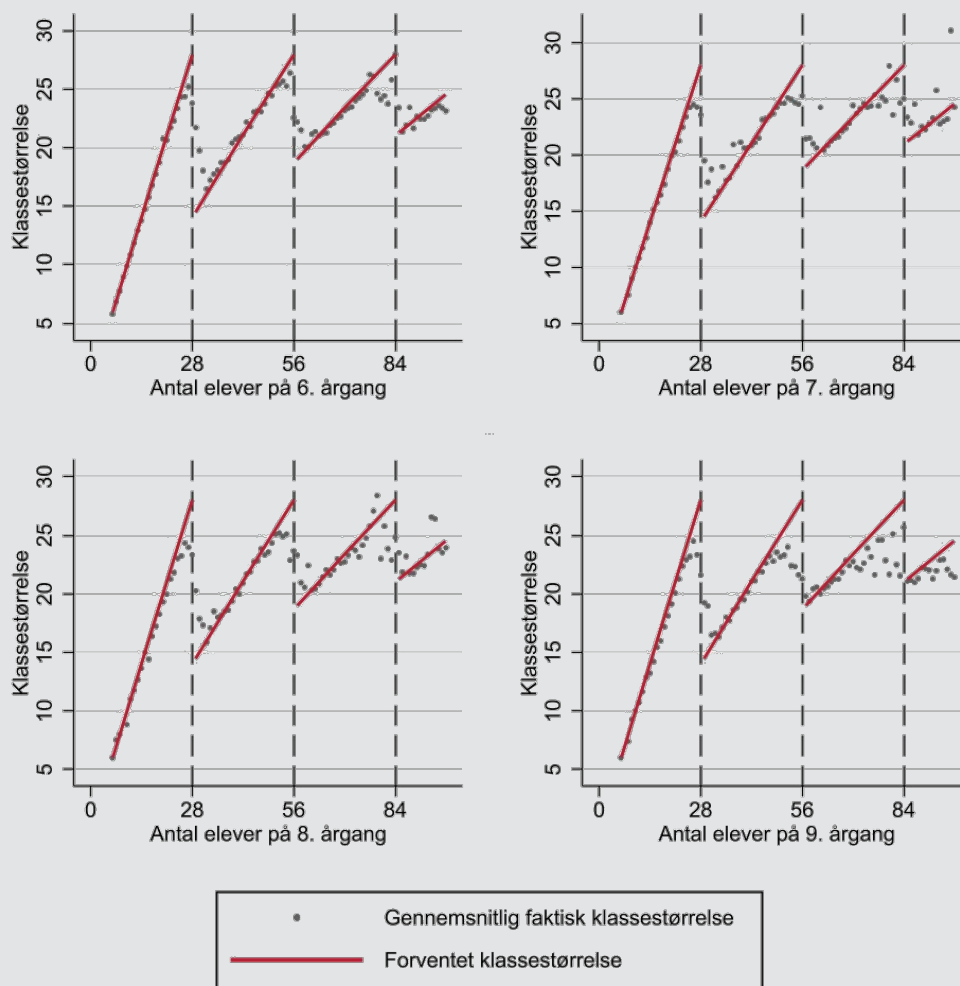 30
25
20
15
10
5
Klassestørrelse
0 28 56 84
Antal elever på 6. årgang
30
25
20
15
10
5
Klassestørrelse
0 28 56 84
Antal elever på 7. årgang
30
25
20
15
10
5
Klassestørrelse
0 28 56 84
Antal elever på 8. årgang
30
25
20
15
10
5
Klassestørrelse
0 28 56 84
Antal elever på 9. årgang
Gennemsnitlig faktisk klassestørrelse
Forventet klassestørrelse